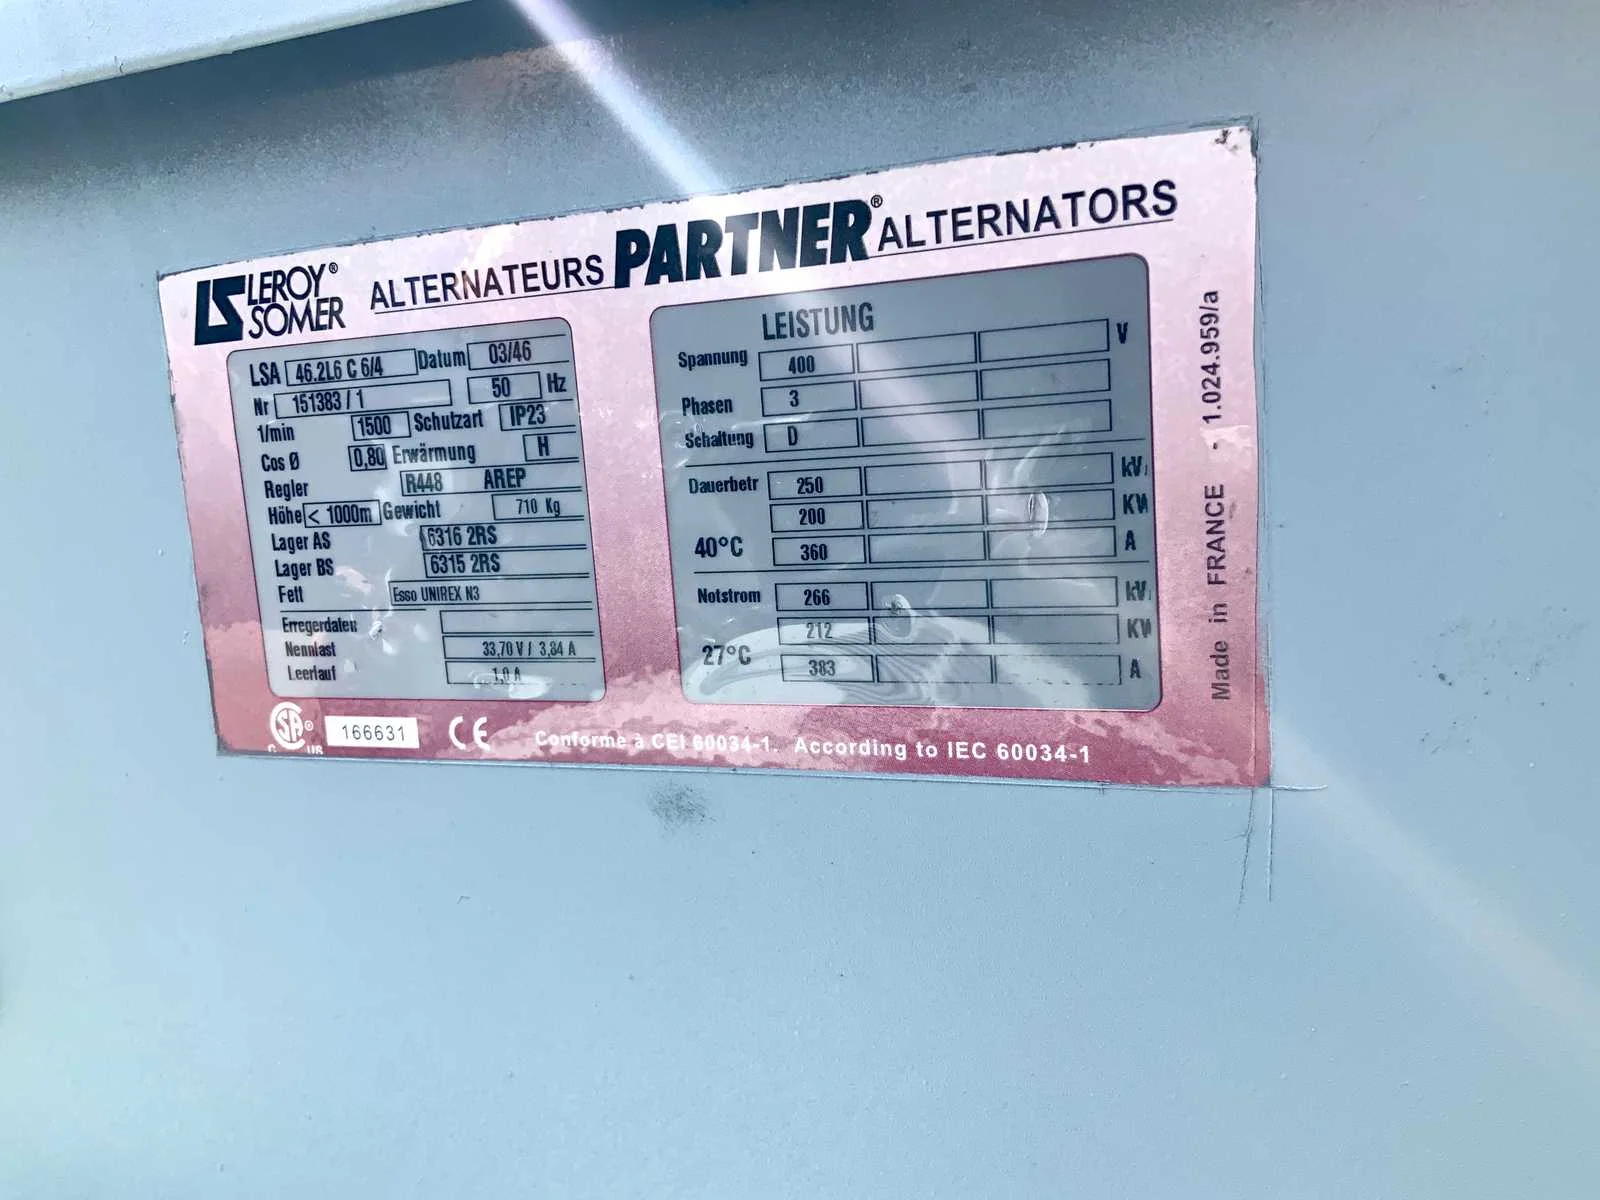 LEROY® SOMER ALTERNATEURS PARTNER® ALTERNATORS
LSA 46.2L6 C 6/4 Datum 03/46
Nr 151383 / 1 50 Hz
1/min 1500 Schutzart IP23
Cos Ø 0,80 Erwärmung H
Regler R448 AREP
Höhe < 1000m Gewicht 710 Kg
Lager AS 6316 2RS
Lager BS 6315 2RS
Fett Esso UNIREX N3
Erregerdaten
Nennlast 33,70 V / 3,84 A
Leerlauf 1,0 A
LEISTUNG
Spannung 400 V
Phasen 3
Schaltung D
Dauerbetr 250 kV
200 KW
40°C 360 A
Notstrom 266 kV
212 KW
27°C 383 A
Made in FRANCE - 1.024.959/a
SA® C US 166631 CE Conforme à CEI 60034-1. According to IEC 60034-1